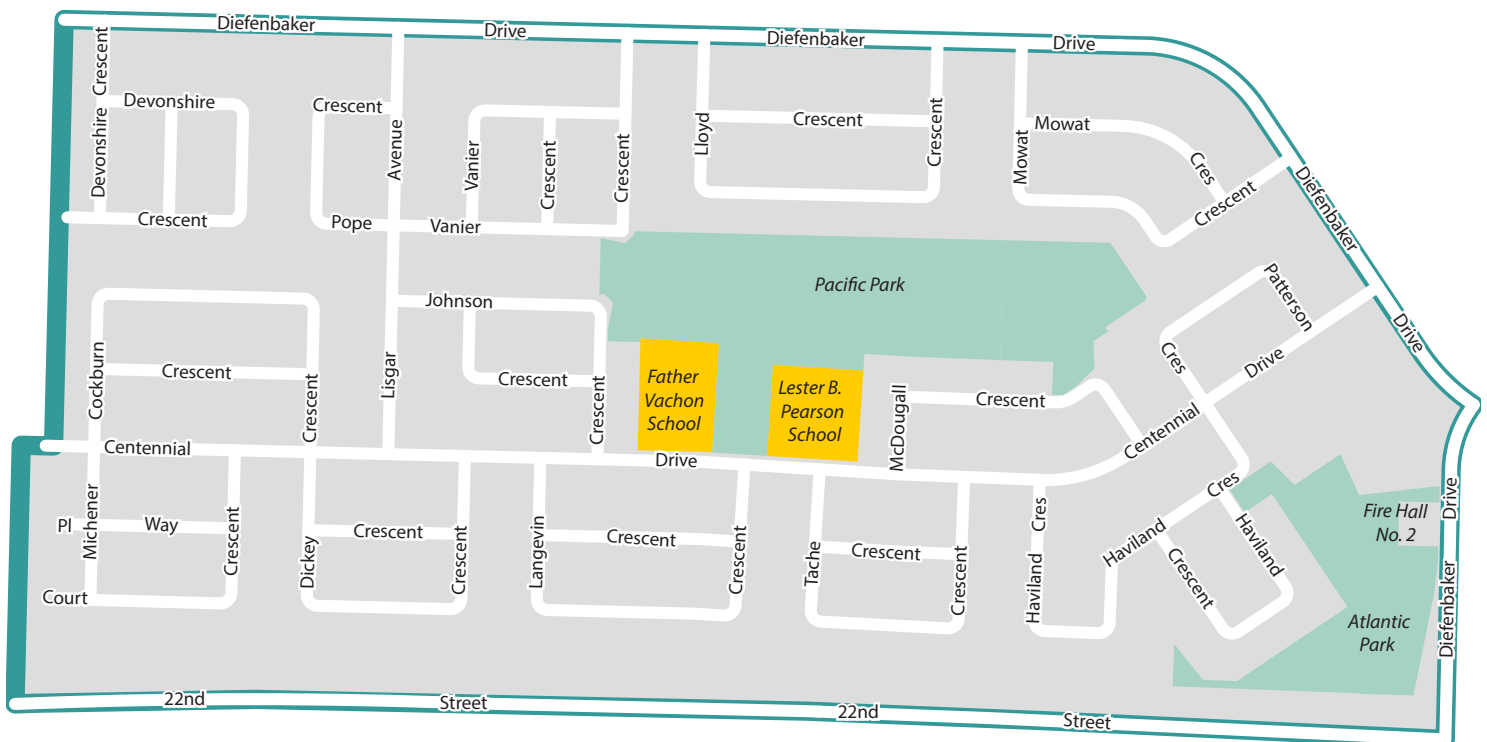 Diefenbaker
Drive
Diefenbaker
Drive
Crescent
Devonshire
Devonshire
Crescent
Crescent
Avenue
Pope
Vanier
Vanier
Crescent
Crescent
Lloyd
Crescent
Crescent
Mowat
Mowat
Cres
Crescent
Diefenbaker
Pacific Park
Johnson
Crescent
Crescent
Lisgar
Cockburn
Crescent
Crescent
Father
Vachon
School
Lester B.
Pearson
School
McDougall
Crescent
Patterson
Cres
Drive
Drive
Centennial
Centennial
Drive
Michener
Pl
Way
Crescent
Court
Dickey
Crescent
Crescent
Langevin
Crescent
Crescent
Tache
Crescent
Crescent
Cres
Haviland
Cres
Haviland
Haviland
Crescent
Fire Hall
No. 2
Drive
Diefenbaker
Atlantic
Park
22nd
Street
22nd
Street